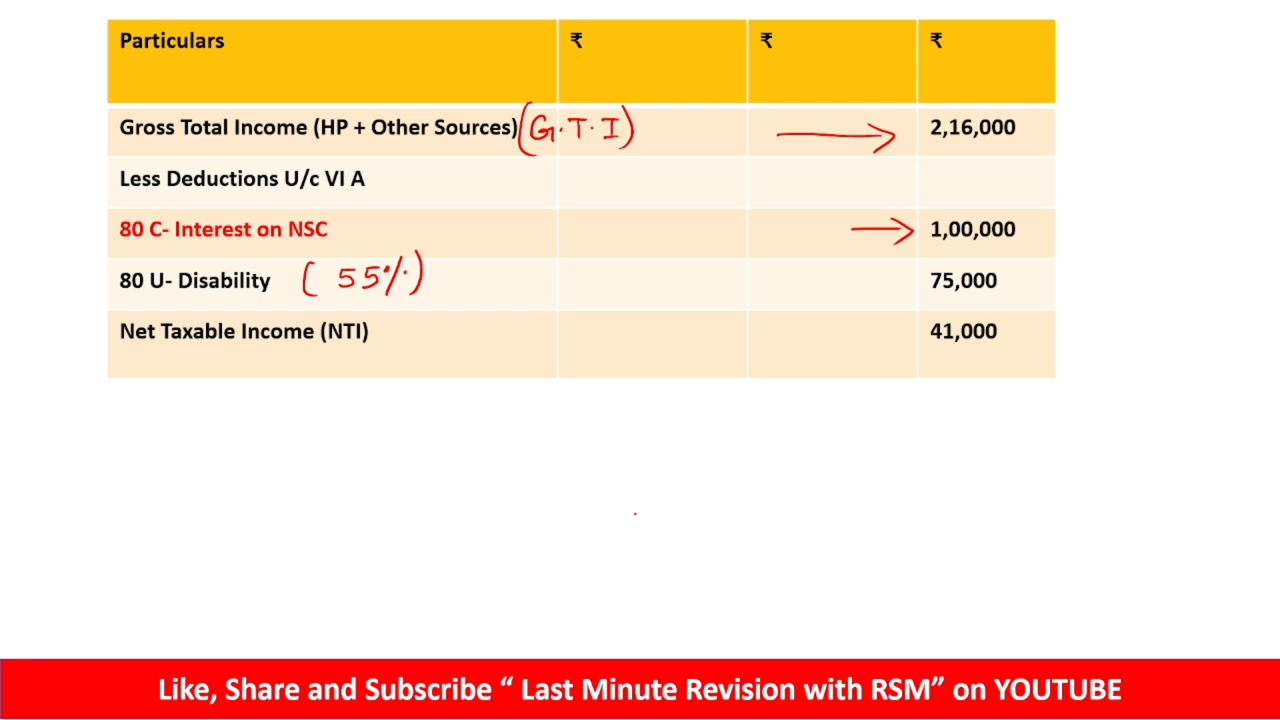 Particulars ₹ ₹ ₹
Gross Total Income (HP + Other Sources) (G.T.I) 2,16,000
Less Deductions U/c VI A
80 C- Interest on NSC 1,00,000
80 U- Disability (55%) 75,000
Net Taxable Income (NTI) 41,000
Like, Share and Subscribe “ Last Minute Revision with RSM” on YOUTUBE